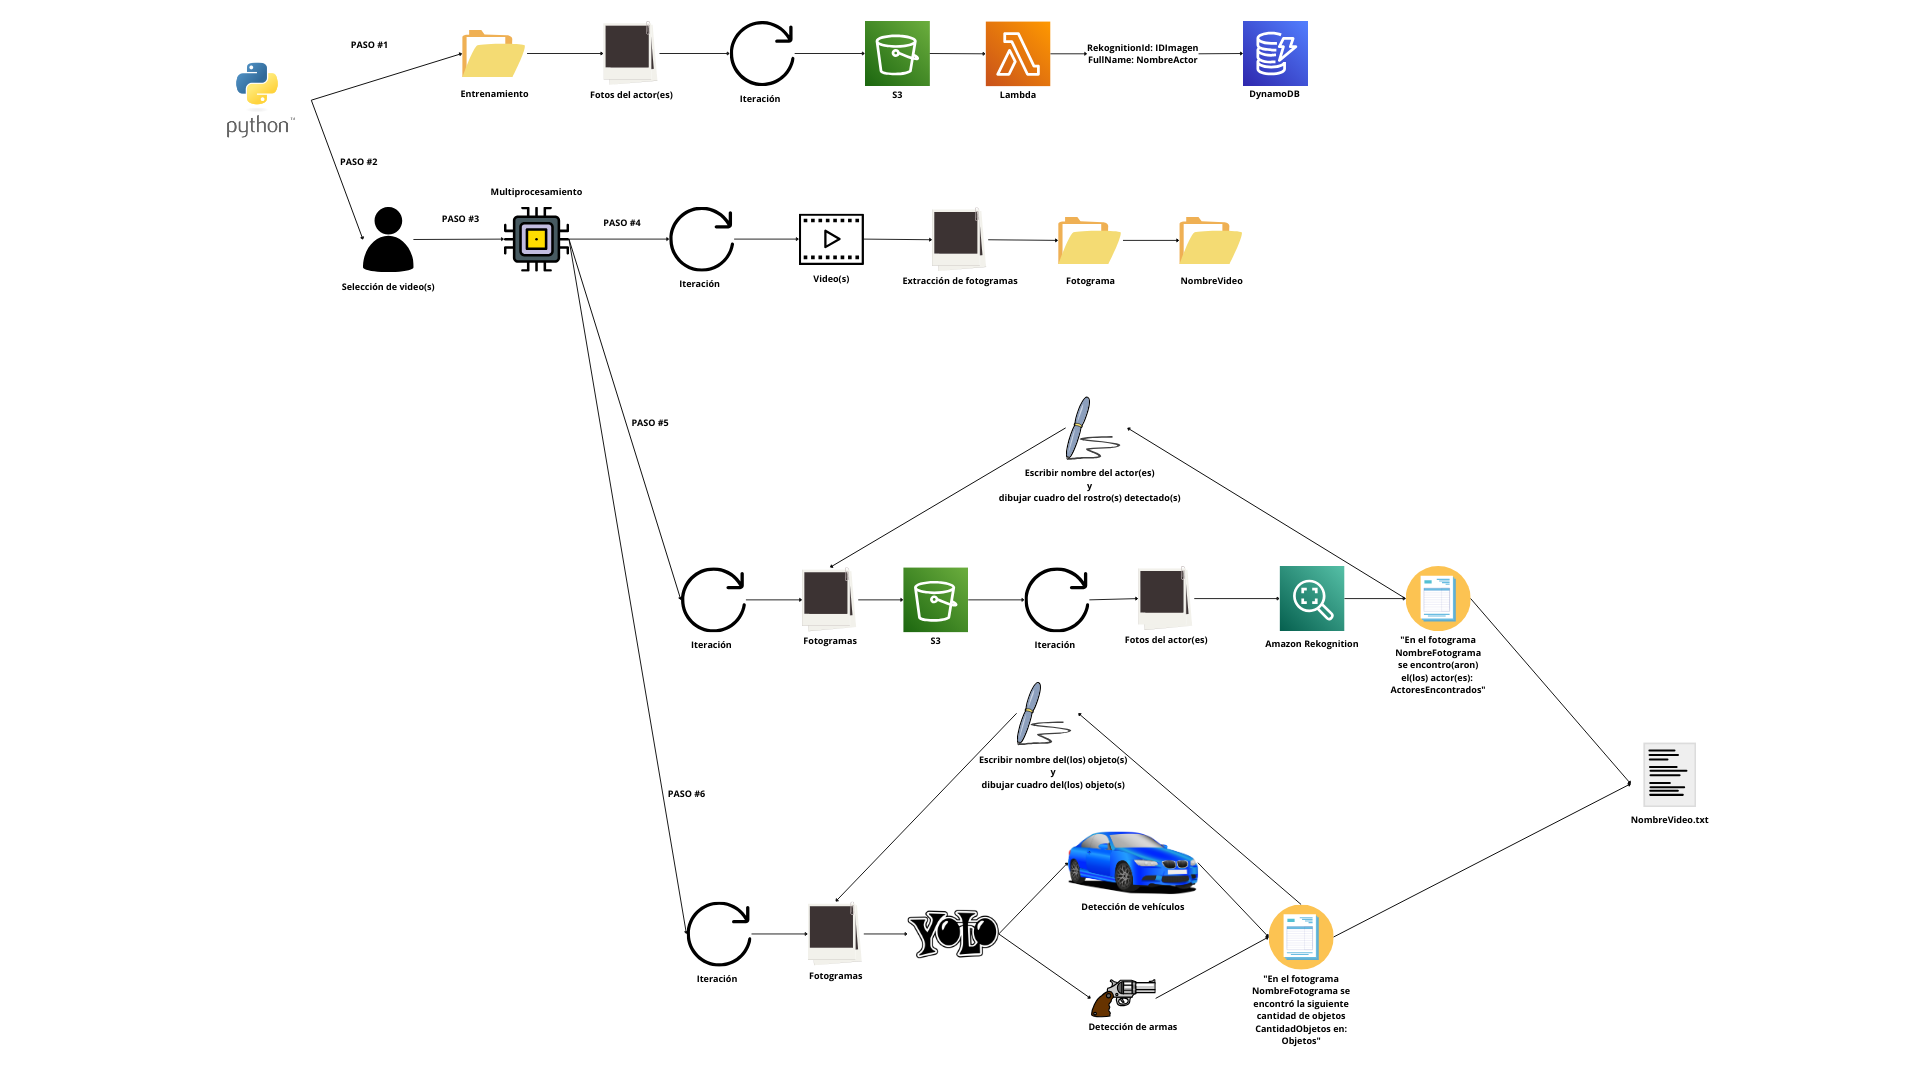 PASO #1
python™
Entrenamiento
Fotos del actor(es)
Iteración
S3
Lambda
RekognitionId: IDImagen
FullName: NombreActor
DynamoDB
PASO #2
Multiprocesamiento
PASO #3
PASO #4
Selección de video(s)
Iteración
Video(s)
Extracción de fotogramas
Fotograma
NombreVideo
PASO #5
Escribir nombre del actor(es)
y
dibujar cuadro del rostro(s) detectado(s)
Iteración
Fotogramas
S3
Iteración
Fotos del actor(es)
Amazon Rekognition
"En el fotograma
NombreFotograma
se encontro(aron)
el(los) actor(es):
ActoresEncontrados"
PASO #6
Escribir nombre del(los) objeto(s)
y
dibujar cuadro del(los) objeto(s)
NombreVideo.txt
Iteración
Fotogramas
YOLO
Detección de vehículos
Detección de armas
"En el fotograma
NombreFotograma se
encontró la siguiente
cantidad de objetos
CantidadObjetos en:
Objetos"